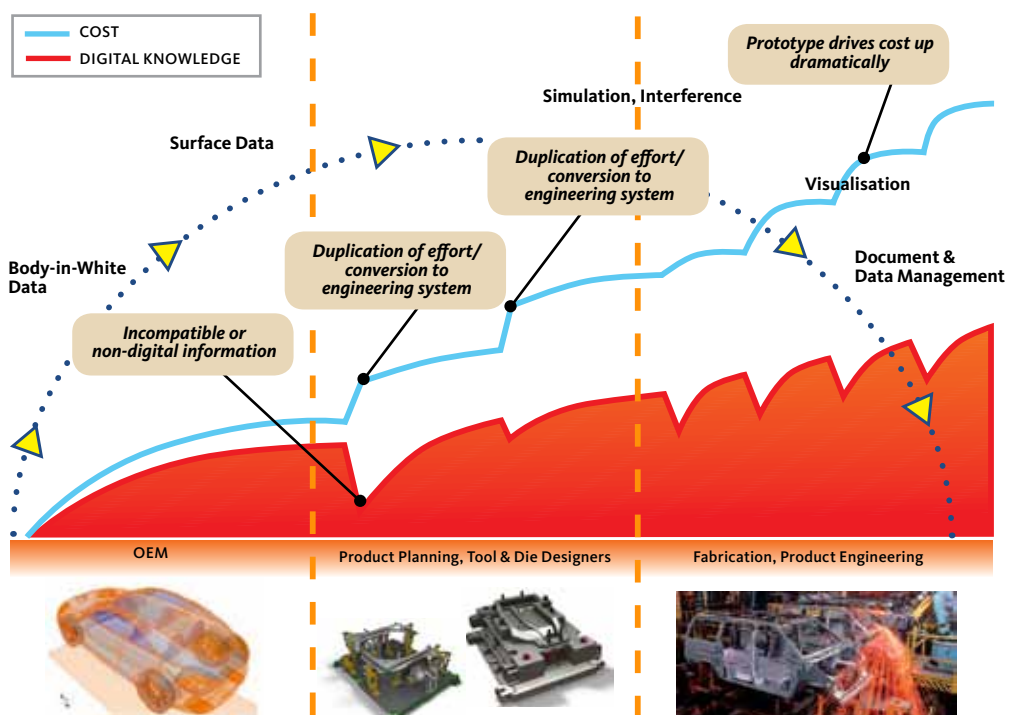 COST
DIGITAL KNOWLEDGE
Prototype drives cost up
dramatically
Simulation, Interference
Surface Data
Duplication of effort/
conversion to
engineering system
Visualisation
Duplication of effort/
conversion to
engineering system
Body-in-White
Data
Document &
Data Management
Incompatible or
non-digital information
OEM
Product Planning, Tool & Die Designers
Fabrication, Product Engineering